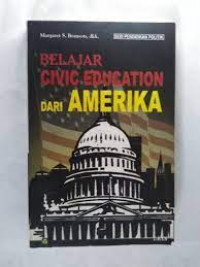 Margaret S. Branson, dkk.
SERI PENDIDIKAN POLITIK
BELAJAR
CIVIC EDUCATION
DARI AMERIKA